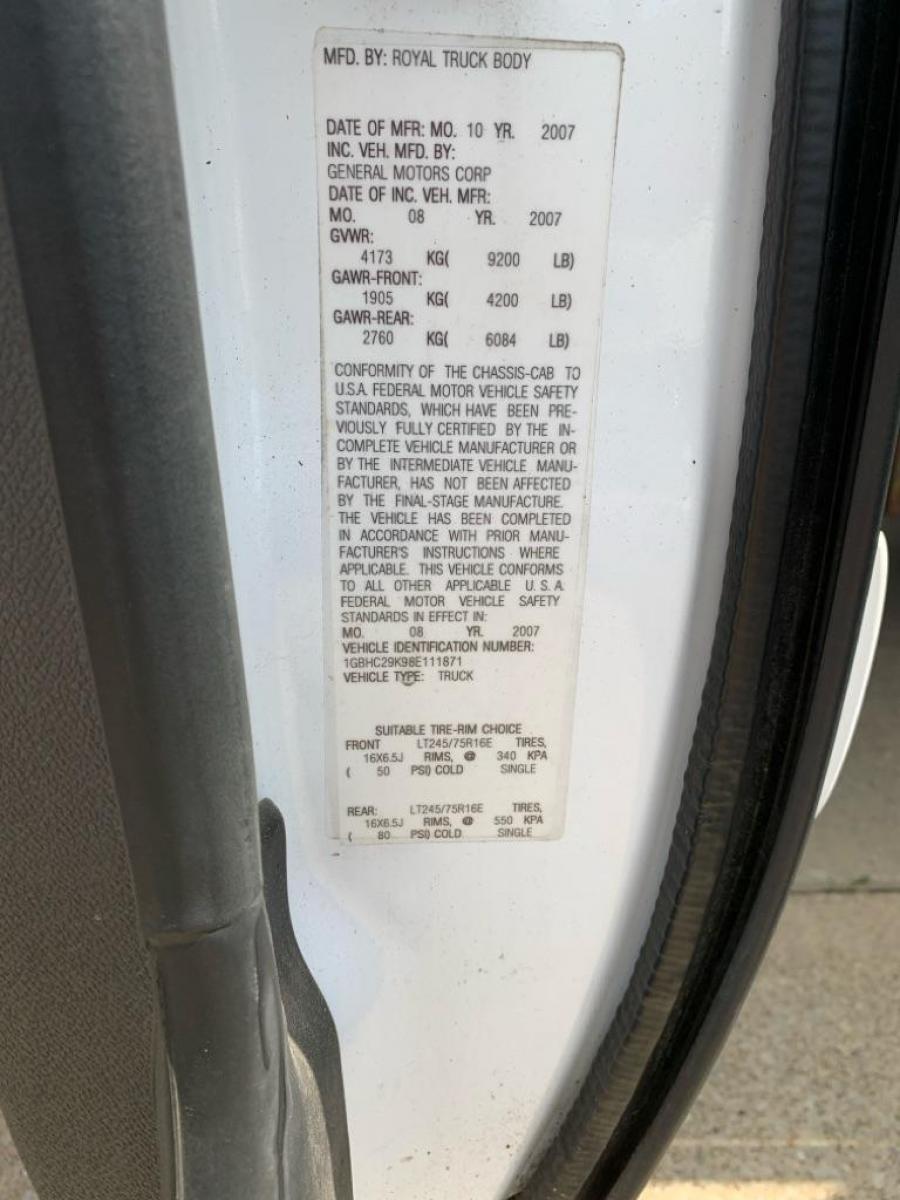 MFD. BY: ROYAL TRUCK BODY
DATE OF MFR: MO. 10 YR. 2007
INC. VEH. MFD. BY:
GENERAL MOTORS CORP
DATE OF INC. VEH. MFR:
MO. 08 YR. 2007
GVWR:
4173 KG( 9200 LB)
GAWR-FRONT:
1905 KG( 4200 LB)
GAWR-REAR:
2760 KG( 6084 LB)
CONFORMITY OF THE CHASSIS-CAB TO
U.S.A. FEDERAL MOTOR VEHICLE SAFETY
STANDARDS, WHICH HAVE BEEN PRE-
VIOUSLY FULLY CERTIFIED BY THE IN-
COMPLETE VEHICLE MANUFACTURER OR
BY THE INTERMEDIATE VEHICLE MANU-
FACTURER, HAS NOT BEEN AFFECTED
BY THE FINAL-STAGE MANUFACTURE.
THE VEHICLE HAS BEEN COMPLETED
IN ACCORDANCE WITH PRIOR MANU-
FACTURER'S INSTRUCTIONS WHERE
APPLICABLE. THIS VEHICLE CONFORMS
TO ALL OTHER APPLICABLE U. S. A.
FEDERAL MOTOR VEHICLE SAFETY
STANDARDS IN EFFECT IN:
MO. 08 YR. 2007
VEHICLE IDENTIFICATION NUMBER:
1GBHC29K98E111871
VEHICLE TYPE: TRUCK
SUITABLE TIRE-RIM CHOICE
FRONT LT245/75R16E TIRES,
16X6.5J RIMS, @ 340 KPA
( 50 PSI) COLD SINGLE
REAR: LT245/75R16E TIRES,
16X6.5J RIMS, @ 550 KPA
( 80 PSI) COLD SINGLE